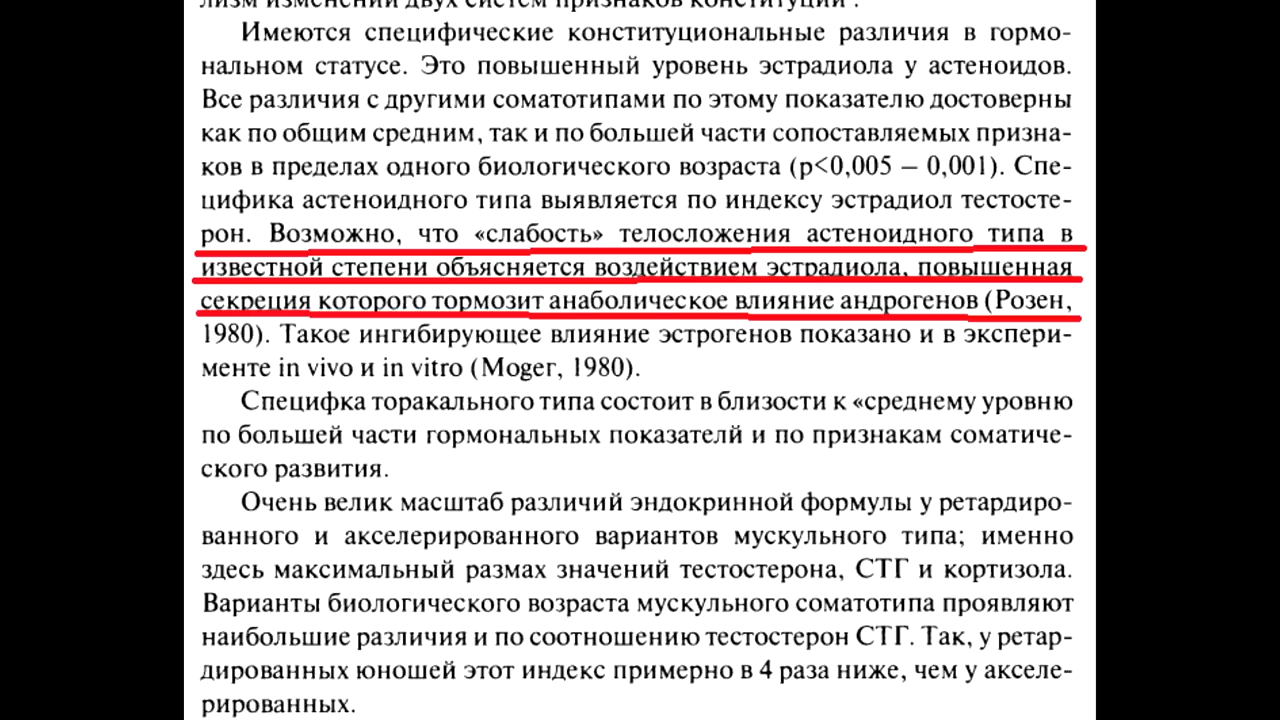 лизм изменений двух систем признаков конституции .
Имеются специфические конституциональные различия в гормо-
нальном статусе. Это повышенный уровень эстрадиола у астеноидов.
Все различия с другими соматотипами по этому показателю достоверны
как по общим средним, так и по большей части сопоставляемых призна-
ков в пределах одного биологического возраста (p<0,005 – 0,001). Спе-
цифика астеноидного типа выявляется по индексу эстрадиол тестосте-
рон. Возможно, что «слабость» телосложения астеноидного типа в
известной степени объясняется воздействием эстрадиола, повышенная
секреция которого тормозит анаболическое влияние андрогенов (Розен,
1980). Такое ингибирующее влияние эстрогенов показано и в экспери-
менте in vivo и in vitro (Moger, 1980).
Специфка торакального типа состоит в близости к «среднему уровню
по большей части гормональных показателй и по признакам соматиче-
ского развития.
Очень велик масштаб различий эндокринной формулы у ретардиро-
ванного и акселерированного вариантов мускульного типа; именно
здесь максимальный размах значений тестостерона, СТГ и кортизола.
Варианты биологического возраста мускульного соматотипа проявляют
наибольшие различия и по соотношению тестостерон СТГ. Так, у ретар-
дированных юношей этот индекс примерно в 4 раза ниже, чем у акселе-
рированных.